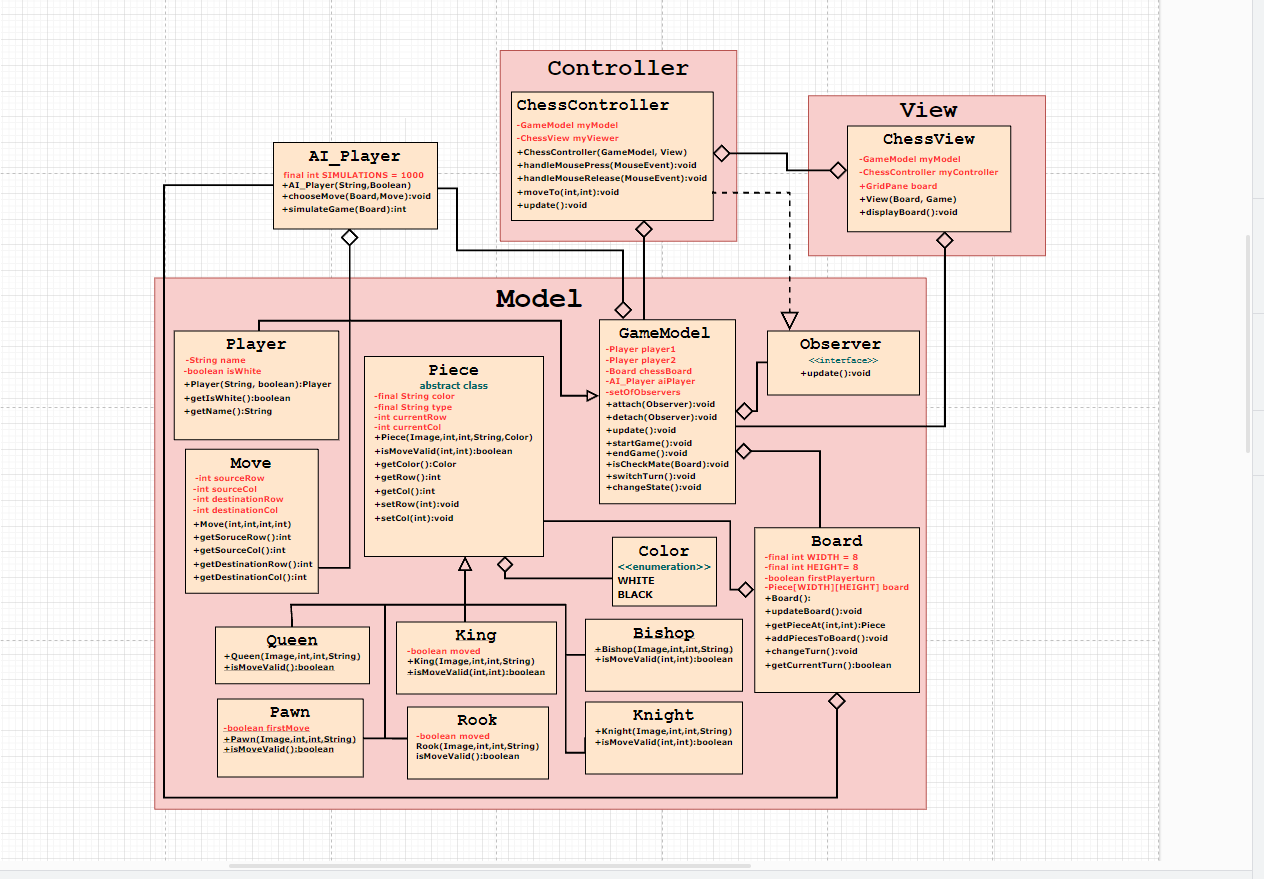 Controller
ChessController
-GameModel myModel
-ChessView myViewer
+ChessController(GameModel, View)
+handleMousePress(MouseEvent):void
+handleMouseRelease(MouseEvent):void
+moveTo(int,int):void
+update():void
View
ChessView
-GameModel myModel
-ChessController myController
+GridPane board
+View(Board, Game)
+displayBoard():void
AI_Player
final int SIMULATIONS = 1000
+AI_Player(String,Boolean)
+chooseMove(Board,Move):void
+simulateGame(Board):int
Model
Player
-String name
-boolean isWhite
+Player(String, boolean):Player
+getIsWhite():boolean
+getName():String
Piece
abstract class
-final String color
-final String type
-int currentRow
-int currentCol
+Piece(Image,int,int,String,Color)
+isMoveValid(int,int):boolean
+getColor():Color
+getRow():int
+getCol():int
+setRow(int):void
+setCol(int):void
GameModel
-Player player1
-Player player2
-Board chessBoard
-AI_Player aiPlayer
-setOfObservers
+attach(Observer):void
+detach(Observer):void
+update():void
+startGame():void
+endGame():void
+isCheckMate(Board):void
+switchTurn():void
+changeState():void
Observer
<<interface>>
+update():void
Move
-int sourceRow
-int sourceCol
-int destinationRow
-int destinationCol
+Move(int,int,int,int)
+getSoruceRow():int
+getSourceCol():int
+getDestinationRow():int
+getDestinationCol():int
Color
<<enumeration>>
WHITE
BLACK
Board
-final int WIDTH = 8
-final int HEIGHT= 8
-boolean firstPlayerturn
-Piece[WIDTH][HEIGHT] board
+Board():
+updateBoard():void
+getPieceAt(int,int):Piece
+addPiecesToBoard():void
+changeTurn():void
+getCurrentTurn():boolean
Queen
+Queen(Image,int,int,String)
+isMoveValid():boolean
King
-boolean moved
+King(Image,int,int,String)
+isMoveValid(int,int):boolean
Bishop
+Bishop(Image,int,int,String)
+isMoveValid(int,int):boolean
Pawn
-boolean firstMove
+Pawn(Image,int,int,String)
+isMoveValid():boolean
Rook
-boolean moved
Rook(Image,int,int,String)
isMoveValid():boolean
Knight
+Knight(Image,int,int,String)
+isMoveValid(int,int):boolean